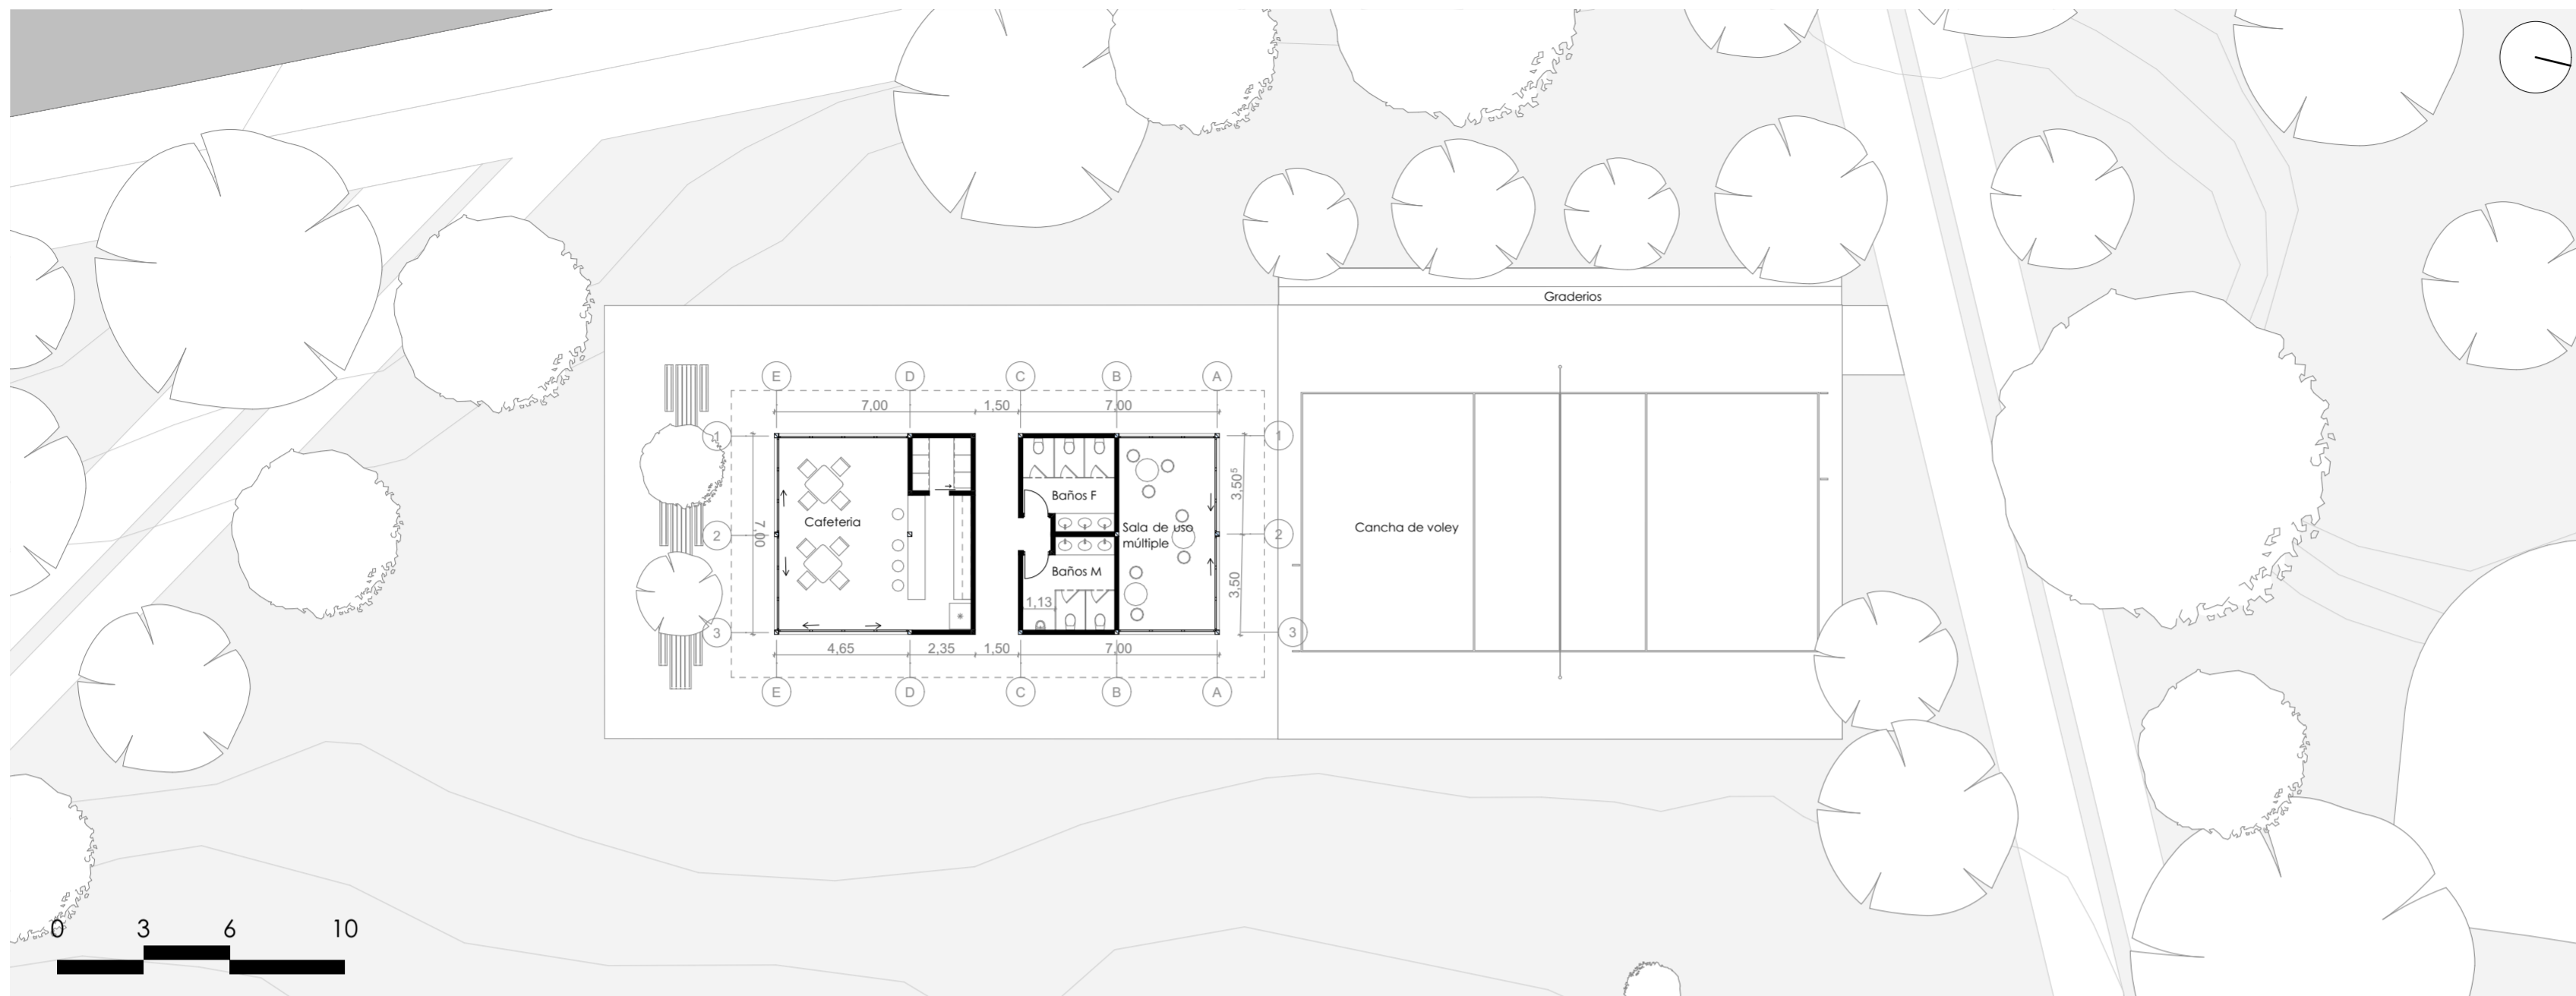 Graderios
E D C B A
7,00 1,50 7,00
1 1
3,50⁵
Baños F
Cafeteria
Sala de uso
múltiple
Cancha de voley
7,00
2 2
Baños M
3,50
1,13
3 3
4,65 2,35 1,50 7,00
E D C B A
0 3 6 10